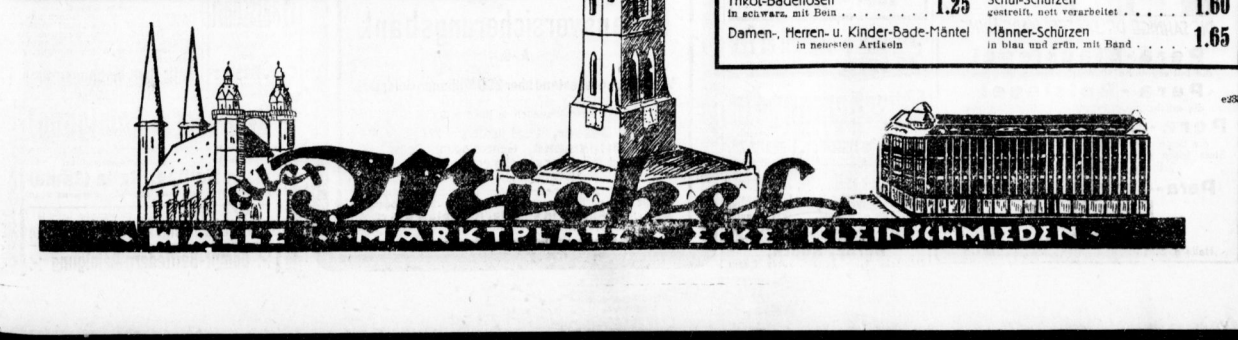 Trikot-Badehosen
in schwarz, mit Bein . . . . . . . . . . 1.25
Damen-, Herren- u. Kinder-Bade-Mäntel
in neuesten Artikeln
Schul-Schürzen
gestreift, nett verarbeitet . . . . . . 1.60
Männer-Schürzen
in blau und grün, mit Band . . . . 1.65
Alex Michel
· HALLE · MARKTPLATZ · ECKE KLEINSCHMIEDEN ·